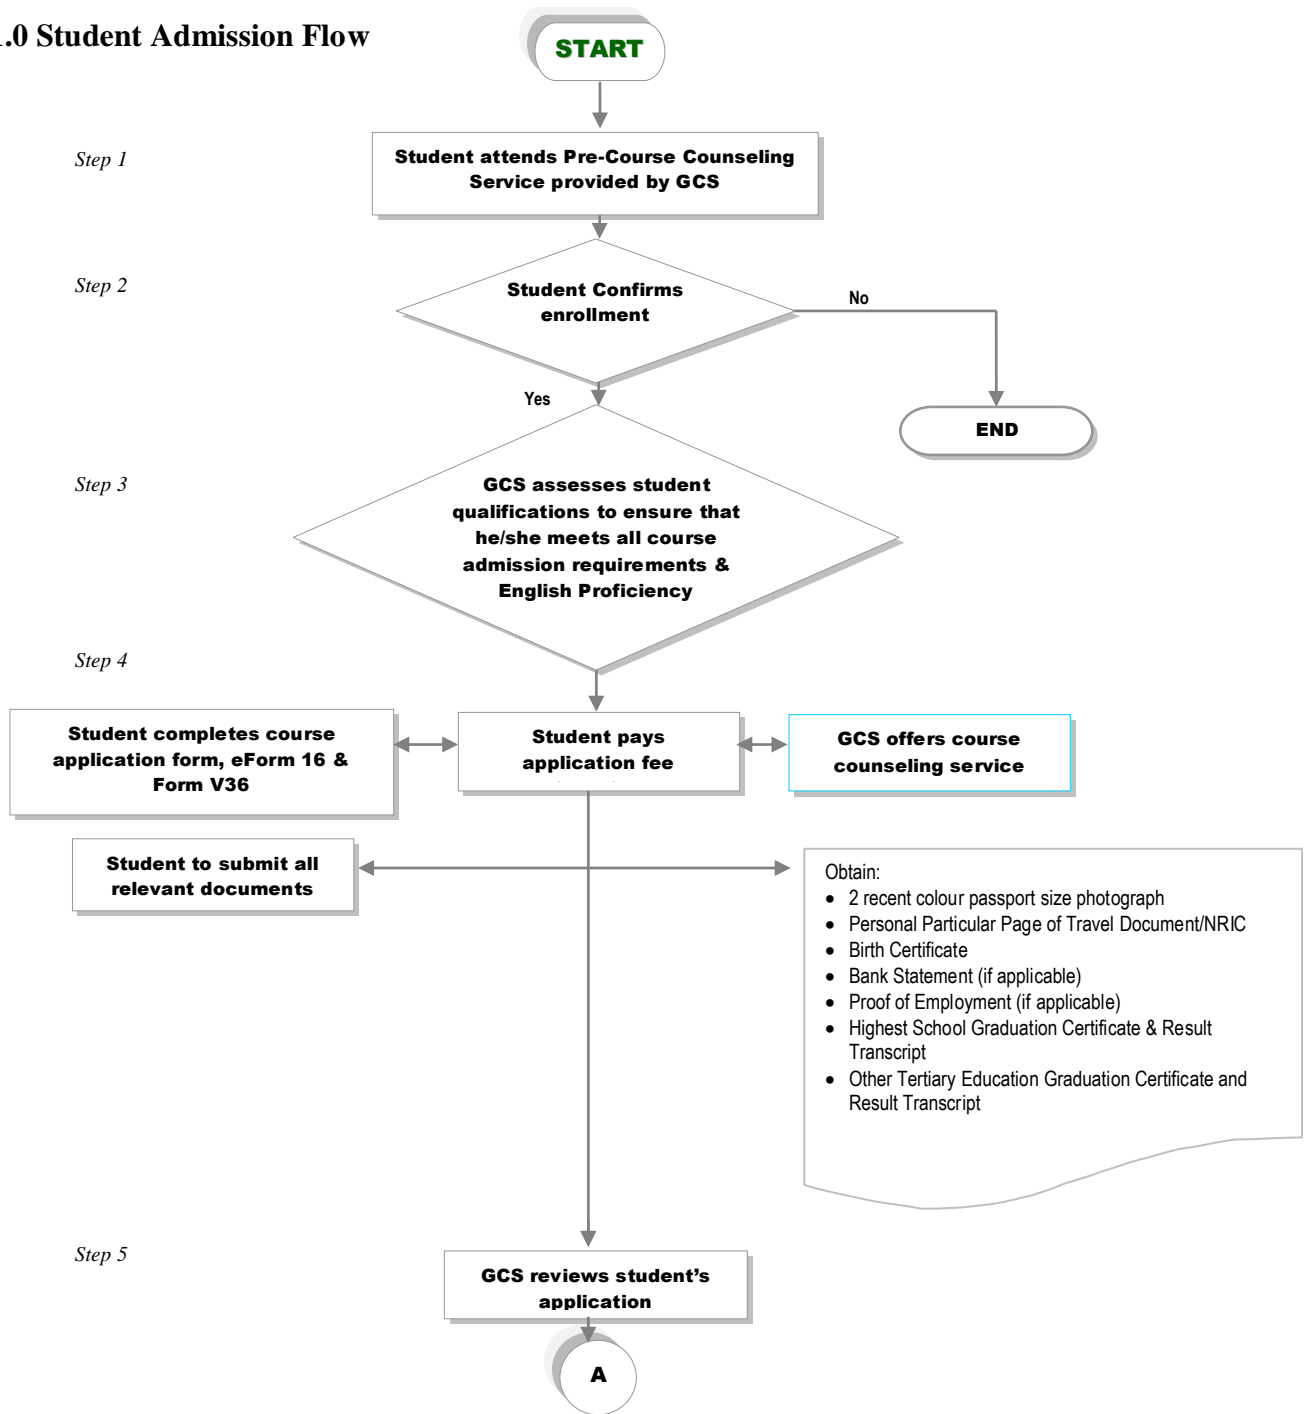 .0 Student Admission Flow
START
Step 1
Student attends Pre-Course Counseling
Service provided by GCS
Step 2
Student Confirms
enrollment
No
Yes
END
Step 3
GCS assesses student
qualifications to ensure that
he/she meets all course
admission requirements &
English Proficiency
Step 4
Student completes course
application form, eForm 16 &
Form V36
Student pays
application fee
GCS offers course
counseling service
Student to submit all
relevant documents
Obtain:
• 2 recent colour passport size photograph
• Personal Particular Page of Travel Document/NRIC
• Birth Certificate
• Bank Statement (if applicable)
• Proof of Employment (if applicable)
• Highest School Graduation Certificate & Result
Transcript
• Other Tertiary Education Graduation Certificate and
Result Transcript
Step 5
GCS reviews student’s
application
A